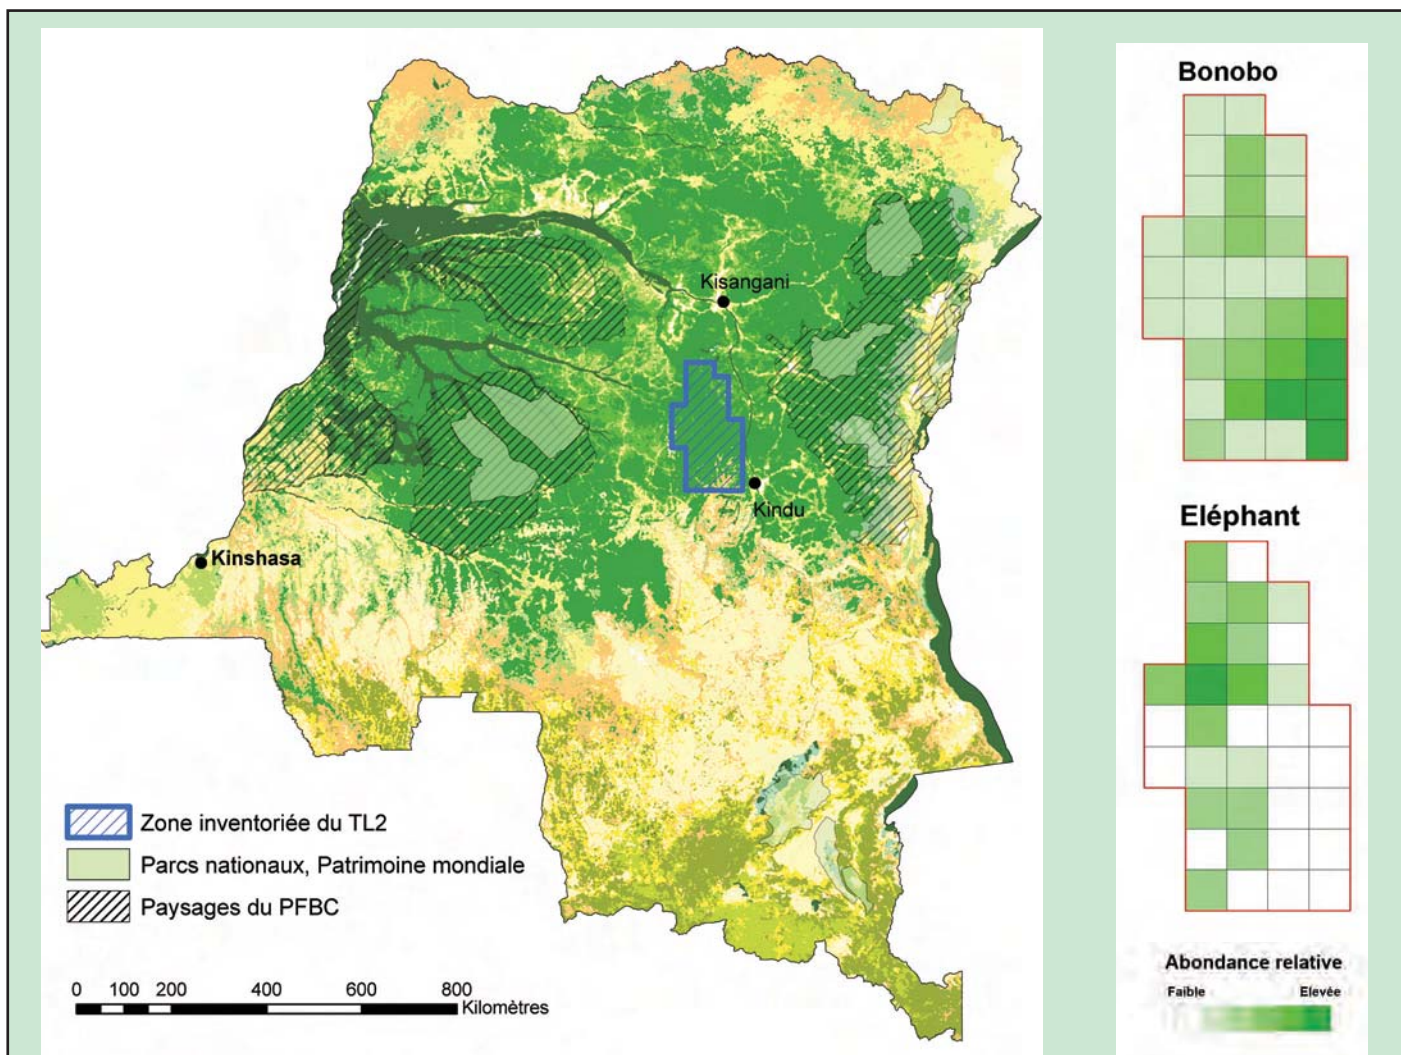 Kisangani
Kindu
Kinshasa
Zone inventoriée du TL2
Parcs nationaux, Patrimoine mondiale
Paysages du PFBC
0 100 200 400 600 800
Kilomètres
Bonobo
Eléphant
Abondance relative
Faible Elevée